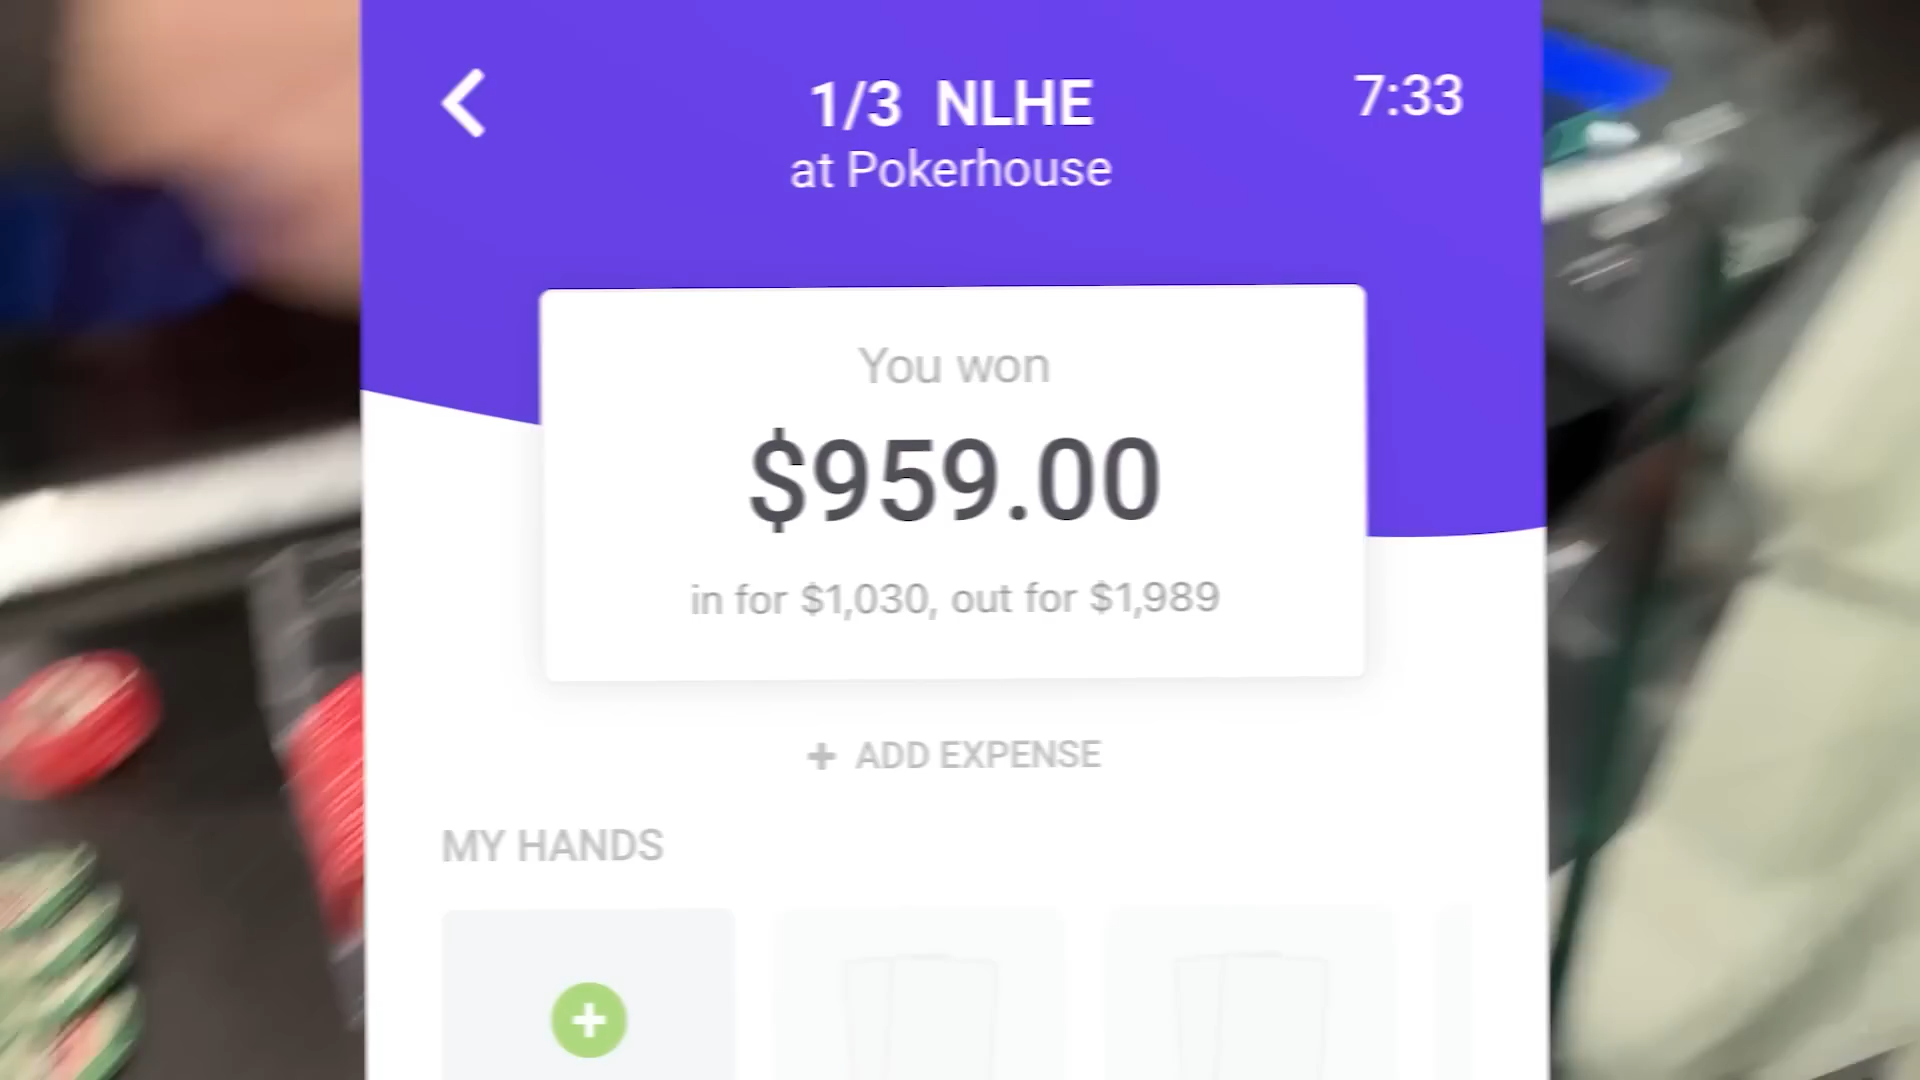 1/3 NLHE
7:33
at Pokerhouse
You won
$959.00
in for $1,030, out for $1,989
+ ADD EXPENSE
MY HANDS